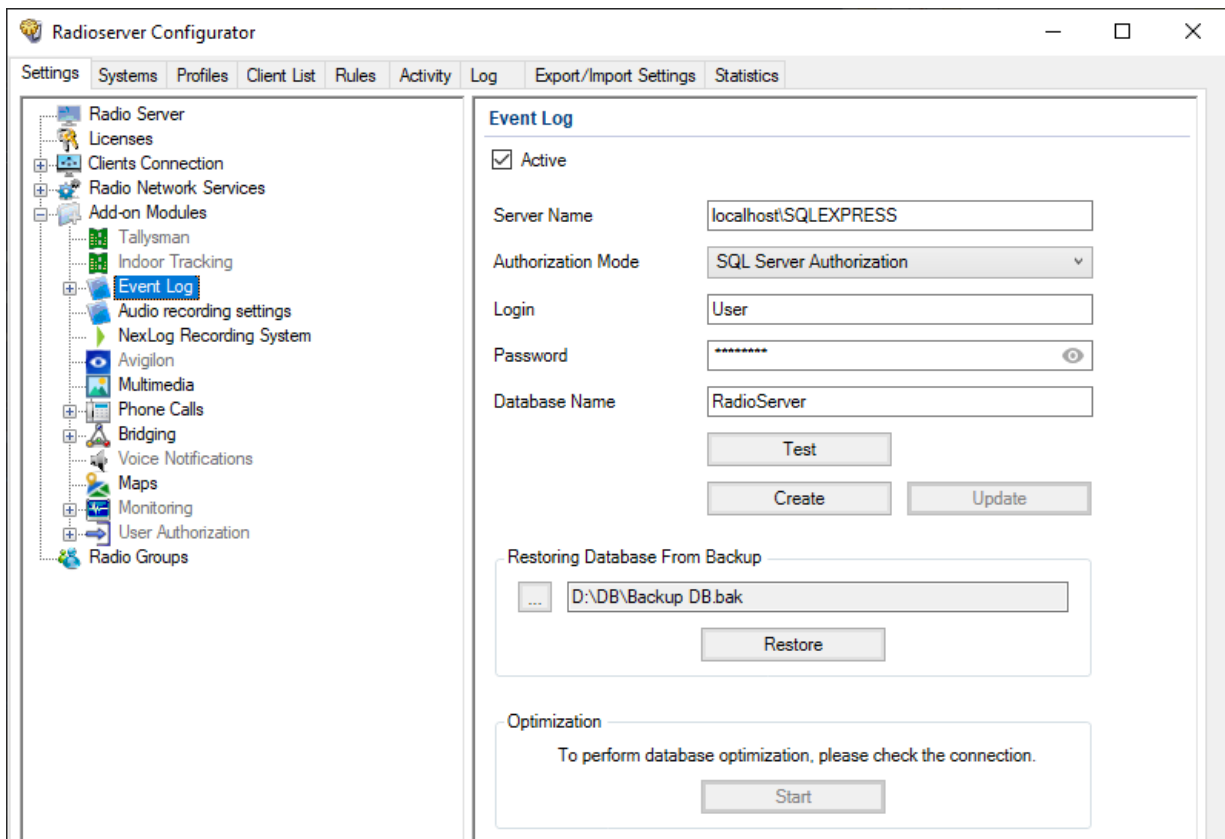 Radioserver Configurator
Settings Systems Profiles Client List Rules Activity Log Export/Import Settings Statistics
Radio Server
Licenses
Clients Connection
Radio Network Services
Add-on Modules
Tallysman
Indoor Tracking
Event Log
Audio recording settings
NexLog Recording System
Avigilon
Multimedia
Phone Calls
Bridging
Voice Notifications
Maps
Monitoring
User Authorization
Radio Groups
Event Log
Active
Server Name localhost\SQLEXPRESS
Authorization Mode SQL Server Authorization
Login User
Password ********
Database Name RadioServer
Test
Create Update
Restoring Database From Backup
... D:\DB\Backup DB.bak
Restore
Optimization
To perform database optimization, please check the connection.
Start